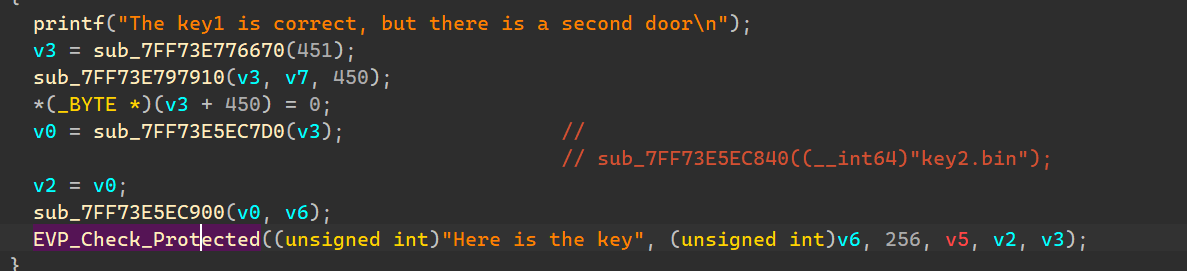 {
printf("The key1 is correct, but there is a second door\n");
v3 = sub_7FF73E776670(451);
sub_7FF73E797910(v3, v7, 450);
*(_BYTE *)(v3 + 450) = 0;
v0 = sub_7FF73E5EC7D0(v3); //
// sub_7FF73E5EC840((__int64)"key2.bin");
v2 = v0;
sub_7FF73E5EC900(v0, v6);
EVP_Check_Protected((unsigned int)"Here is the key", (unsigned int)v6, 256, v5, v2, v3);
}